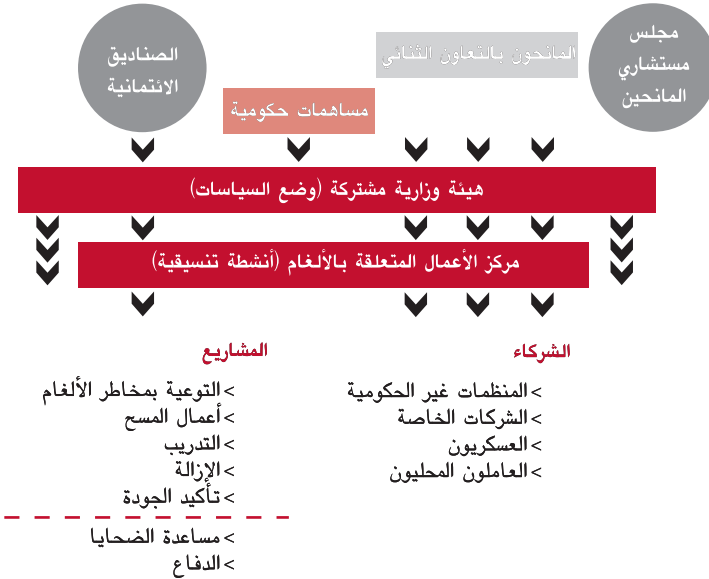 مجلس
مستشاري
المانحين
المانحون بالتعاون الثنائي
مساهمات حكومية
الصناديق
الائتمانية
هيئة وزارية مشتركة (وضع السياسات)
مركز الأعمال المتعلقة بالألغام (أنشطة تنسيقية)
الشركاء
>المنظمات غير الحكومية
>الشركات الخاصة
>العسكريون
>العاملون المحليون
المشاريع
>التوعية بمخاطر الألغام
>أعمال المسح
>التدريب
>الإزالة
>تأكيد الجودة
>مساعدة الضحايا
>الدفاع